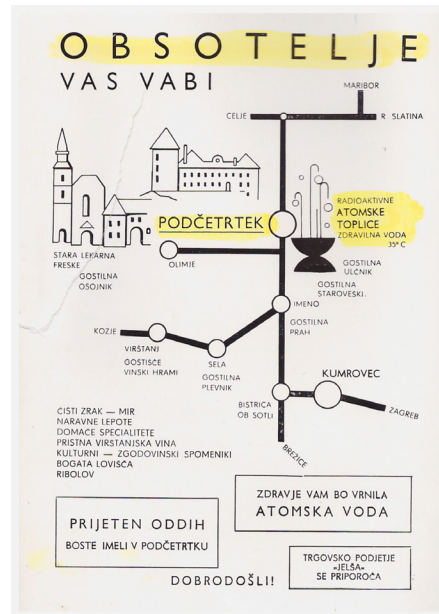 OBSOTELJE
VAS VABI
MARIBOR
CELJE
R SLATINA
RADIOAKTIVNE
ATOMSKE
TOPLICE
ZDRAVILNA VODA
35° C
PODČETRTEK
STARA LEKARNA
FRESKE
GOSTILNA
OSOJNIK
OLIMJE
GOSTILNA
ULČNIK
GOSTILNA
STAROVESKI.
IMENO
GOSTILNA
PRAH
KOZJE
VIRŠTANJ
GOSTIŠČE
VINSKI HRAMI
SELA
GOSTILNA
PLEVNIK
KUMROVEC
BISTRICA
OB SOTLI
ZAGREB
BREŽICE
ČISTI ZRAK — MIR
NARAVNE LEPOTE
DOMAČE SPECIALITETE
PRISTNA VIRSTANJSKA VINA
KULTURNI — ZGODOVINSKI SPOMENIKI
BOGATA LOVIŠČA
RIBOLOV
ZDRAVJE VAM BO VRNILA
ATOMSKA VODA
PRIJETEN ODDIH
BOSTE IMELI V PODČETRTKU
TRGOVSKO PODJETJE
»JELŠA«
SE PRIPOROČA
DOBRODOŠLI!